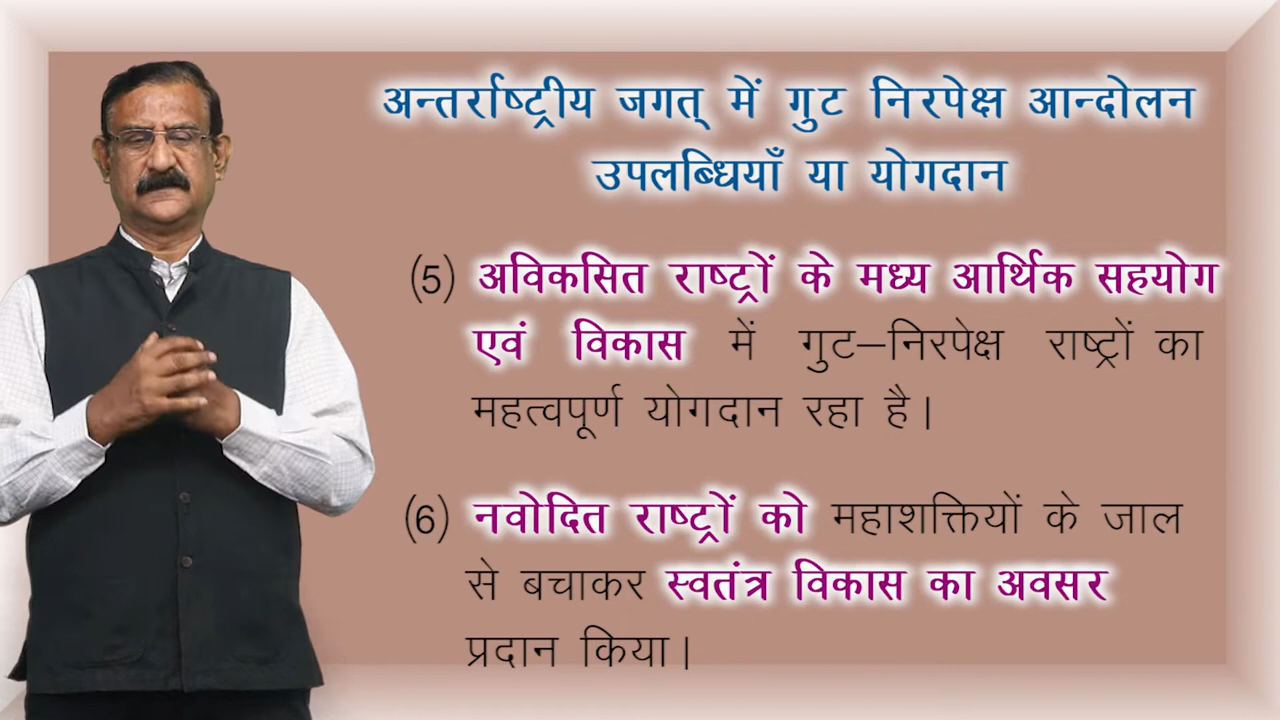 अन्तर्राष्ट्रीय जगत् में गुट निरपेक्ष आन्दोलन
उपलब्धियाँ या योगदान
(5) अविकसित राष्ट्रों के मध्य आर्थिक सहयोग
एवं विकास में गुट–निरपेक्ष राष्ट्रों का
महत्वपूर्ण योगदान रहा है।
(6) नवोदित राष्ट्रों को महाशक्तियों के जाल
से बचाकर स्वतंत्र विकास का अवसर
प्रदान किया।